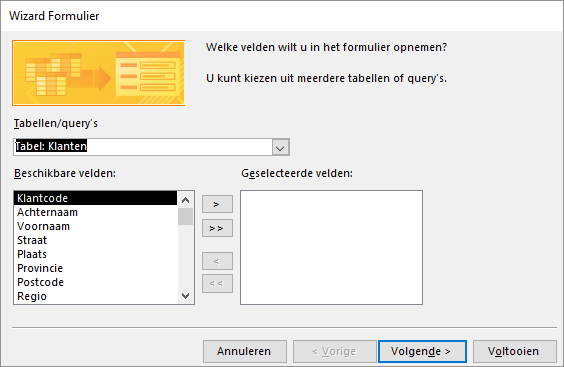 Wizard Formulier
Welke velden wilt u in het formulier opnemen?
U kunt kiezen uit meerdere tabellen of query's.
Tabellen/query's
Tabel: Klanten
Beschikbare velden:
Geselecteerde velden:
Klantcode
Achternaam
Voornaam
Straat
Plaats
Provincie
Postcode
Regio
>
>>
<
<<
Annuleren
< Vorige
Volgende >
Voltooien